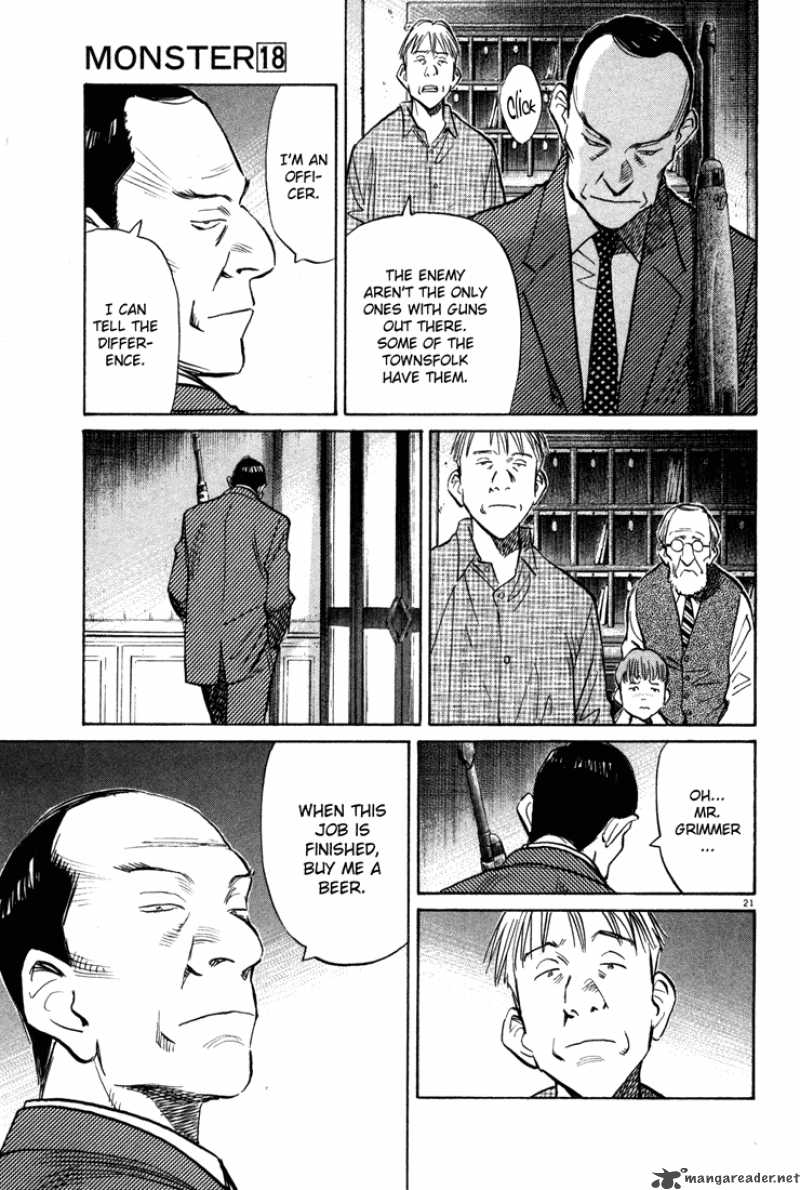 MONSTER 18
Click
THE ENEMY
AREN'T THE ONLY
ONES WITH GUNS
OUT THERE.
SOME OF THE
TOWNSFOLK
HAVE THEM.
I'M AN
OFFI-
CER.
I CAN
TELL THE
DIFFER-
ENCE.
OH...
MR.
GRIMMER
...
WHEN THIS
JOB IS
FINISHED,
BUY ME A
BEER.
21
mangareader.net